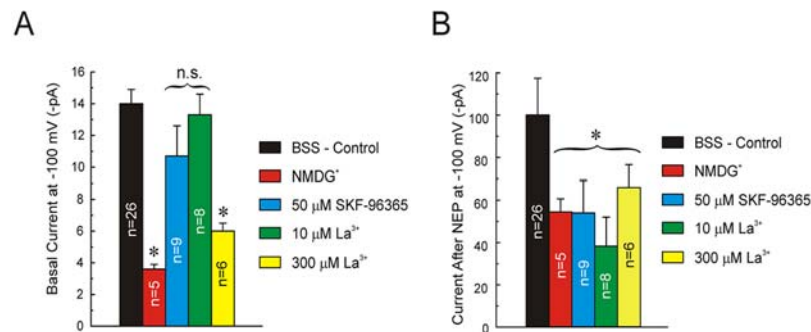 A
Basal Current at -100 mV (-pA)
16
14
12
10
8
6
4
2
0
n.s.
*
*
n=26
n=5
n=9
n=8
n=6
BSS - Control
NMDG⁺
50 µM SKF-96365
10 µM La³⁺
300 µM La³⁺
B
Current After NEP at -100 mV (-pA)
120
100
80
60
40
20
0
*
n=26
n=5
n=9
n=8
n=6
BSS - Control
NMDG⁺
50 µM SKF-96365
10 µM La³⁺
300 µM La³⁺